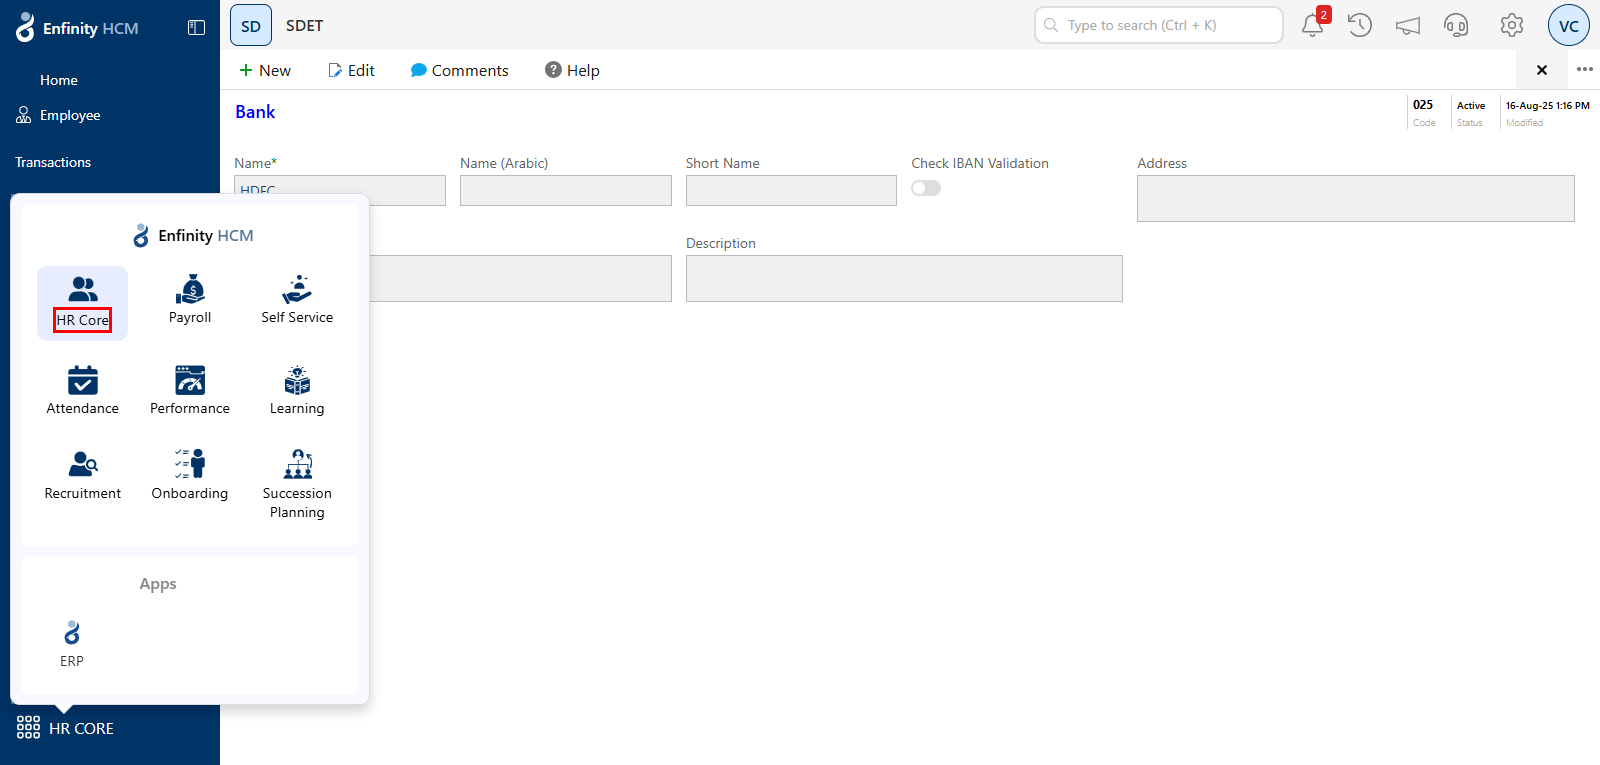 Enfinity HCM
SD SDET
Type to search (Ctrl + K)
2
VC
Home
Employee
Transactions
New Edit Comments Help
Bank
025 Active 16-Aug-25 1:16 PM
Code Status Modified
Name* Name (Arabic) Short Name Check IBAN Validation Address
HDFC
Description
Enfinity HCM
HR Core Payroll Self Service
Attendance Performance Learning
Recruitment Onboarding Succession
Planning
Apps
ERP
HR CORE